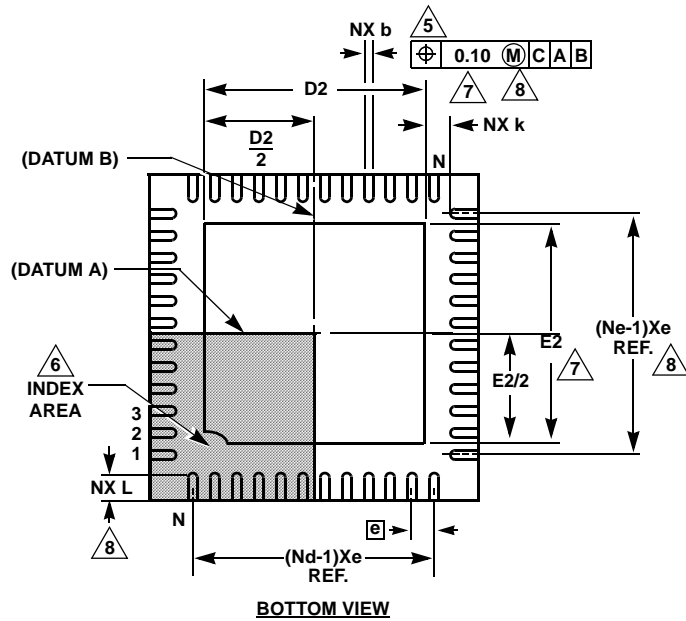 5
NX b
⌖ 0.10 Ⓜ C A B
7 8
D2
D2
2
NX k
(DATUM B)
N
(DATUM A)
6
INDEX
AREA
3
2
1
E2
7
E2/2
(Ne-1)Xe
REF.
8
NX L
8
N
e
(Nd-1)Xe
REF.
BOTTOM VIEW